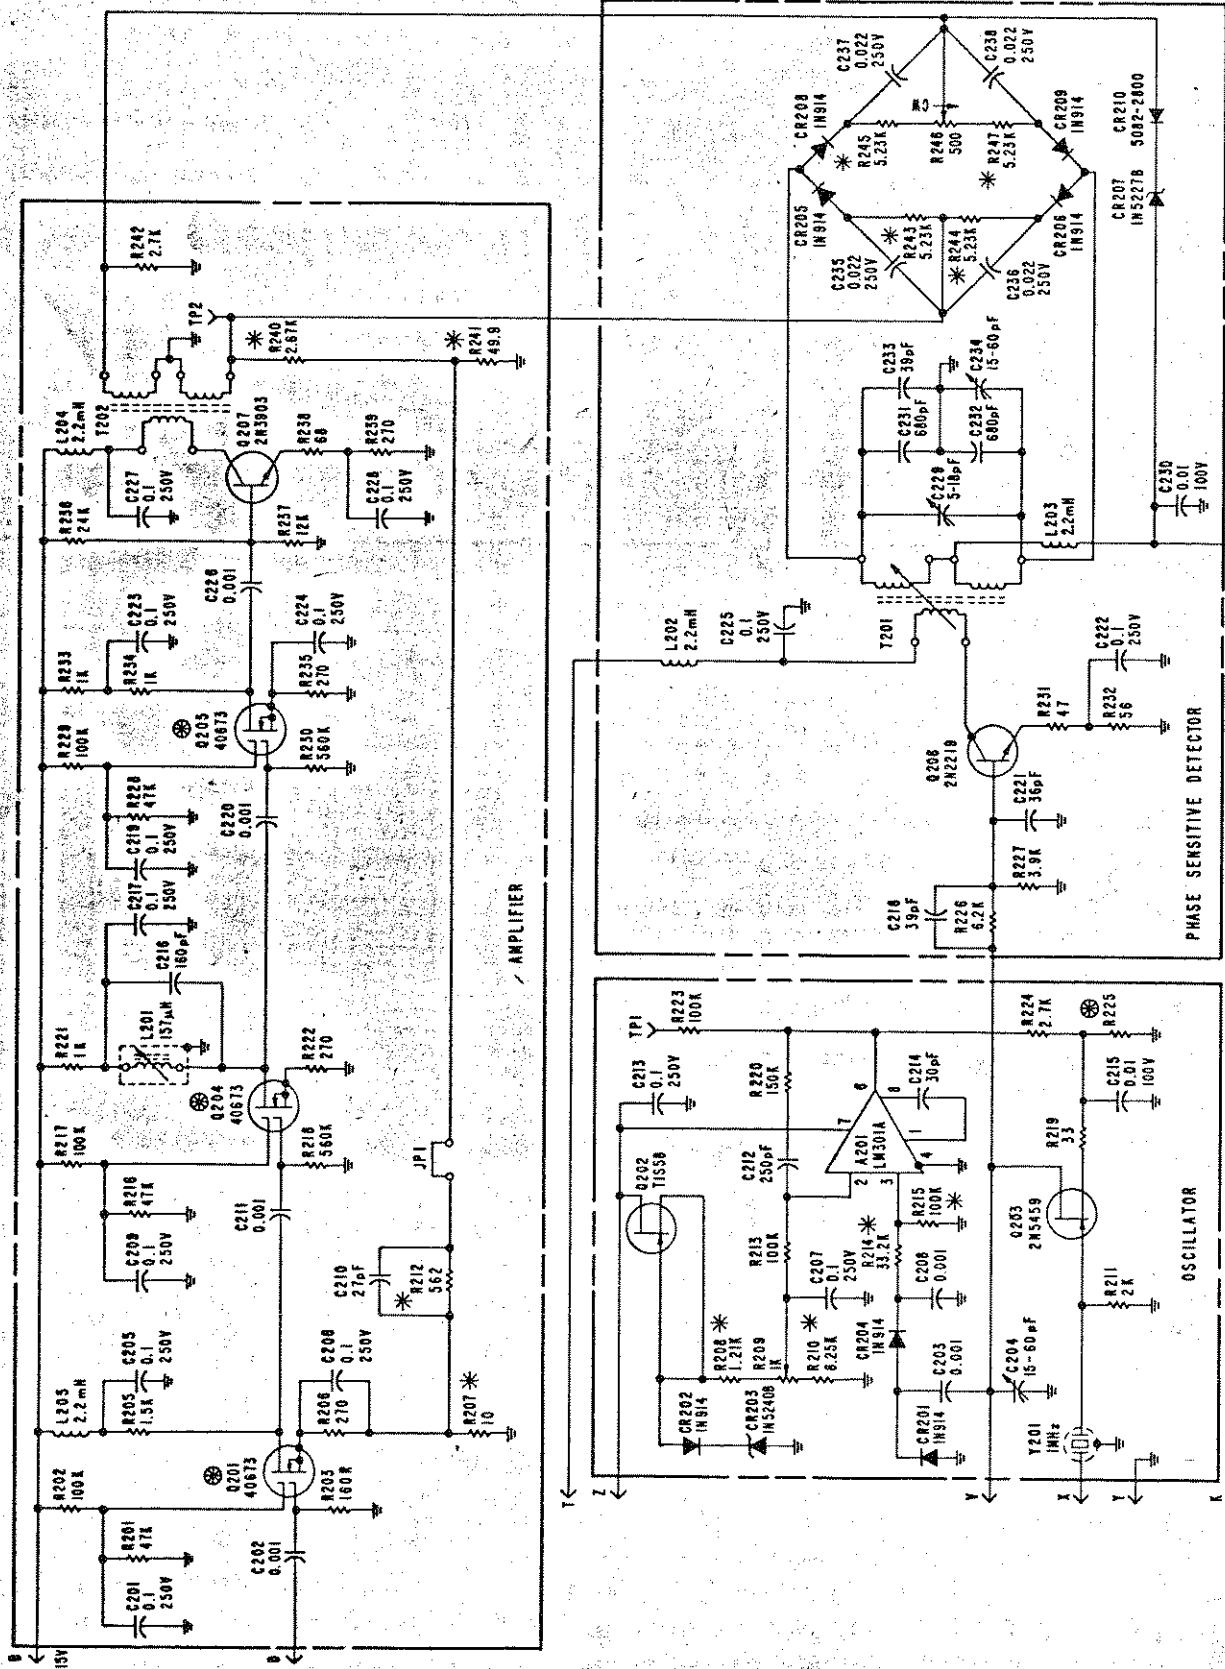 15V
C201
0.1
250V
R201
47K
R202
100K
C202
0.001
Q201
40673
R203
160K
L205
2.2mH
R205
1.5K
C205
0.1
250V
R206
270
C206
0.1
250V
R207
10
C209
0.1
250V
R216
47K
R217
100K
C211
0.001
C210
27pF
R212
562
JP1
Q204
40673
R218
560K
R222
270
R221
1K
L201
157µH
C216
160pF
C217
0.1
250V
C219
0.1
250V
R228
47K
R229
100K
C220
0.001
Q205
40673
R230
560K
R233
1K
R234
1K
C223
0.1
250V
R235
270
C224
0.1
250V
C226
0.001
R236
24K
R237
12K
C227
0.1
250V
L204
2.2mH
T202
Q207
2N3903
R238
68
R239
270
C228
0.1
250V
TP2
R240
2.67K
R241
49.9
R242
2.7K
AMPLIFIER
T
Z
V
X
Y
K
Q202
TIS58
C213
0.1
250V
TP1
R223
100K
R220
150K
C212
250pF
R213
100K
A201
LM301A
2
3
7
6
8
1
4
C214
30pF
R215
100K
R214
33.2K
C207
0.1
250V
C208
0.001
R208
1.21K
R209
1K
R210
8.25K
CR202
1N914
CR203
1N5240B
CR204
1N914
CR201
1N914
C203
0.001
C204
15-60pF
Y201
1MHz
R211
2K
Q203
2N5459
R219
33
C215
0.01
100V
R224
2.7K
R225
OSCILLATOR
C218
39pF
R226
6.2K
R227
3.9K
C221
36pF
Q206
2N2219
R231
47
R232
56
C222
0.1
250V
L202
2.2mH
C225
0.1
250V
T201
L203
2.2mH
C229
5-18pF
C231
680pF
C232
680pF
C233
39pF
C234
15-60pF
C230
0.01
100V
C235
0.022
250V
C236
0.022
250V
R243
5.23K
R244
5.23K
CR205
1N914
CR206
1N914
CR208
1N914
CR209
1N914
R245
5.23K
R246
500
R247
5.23K
CW
C237
0.022
250V
C238
0.022
250V
CR207
1N5227B
CR210
5082-2800
PHASE SENSITIVE DETECTOR